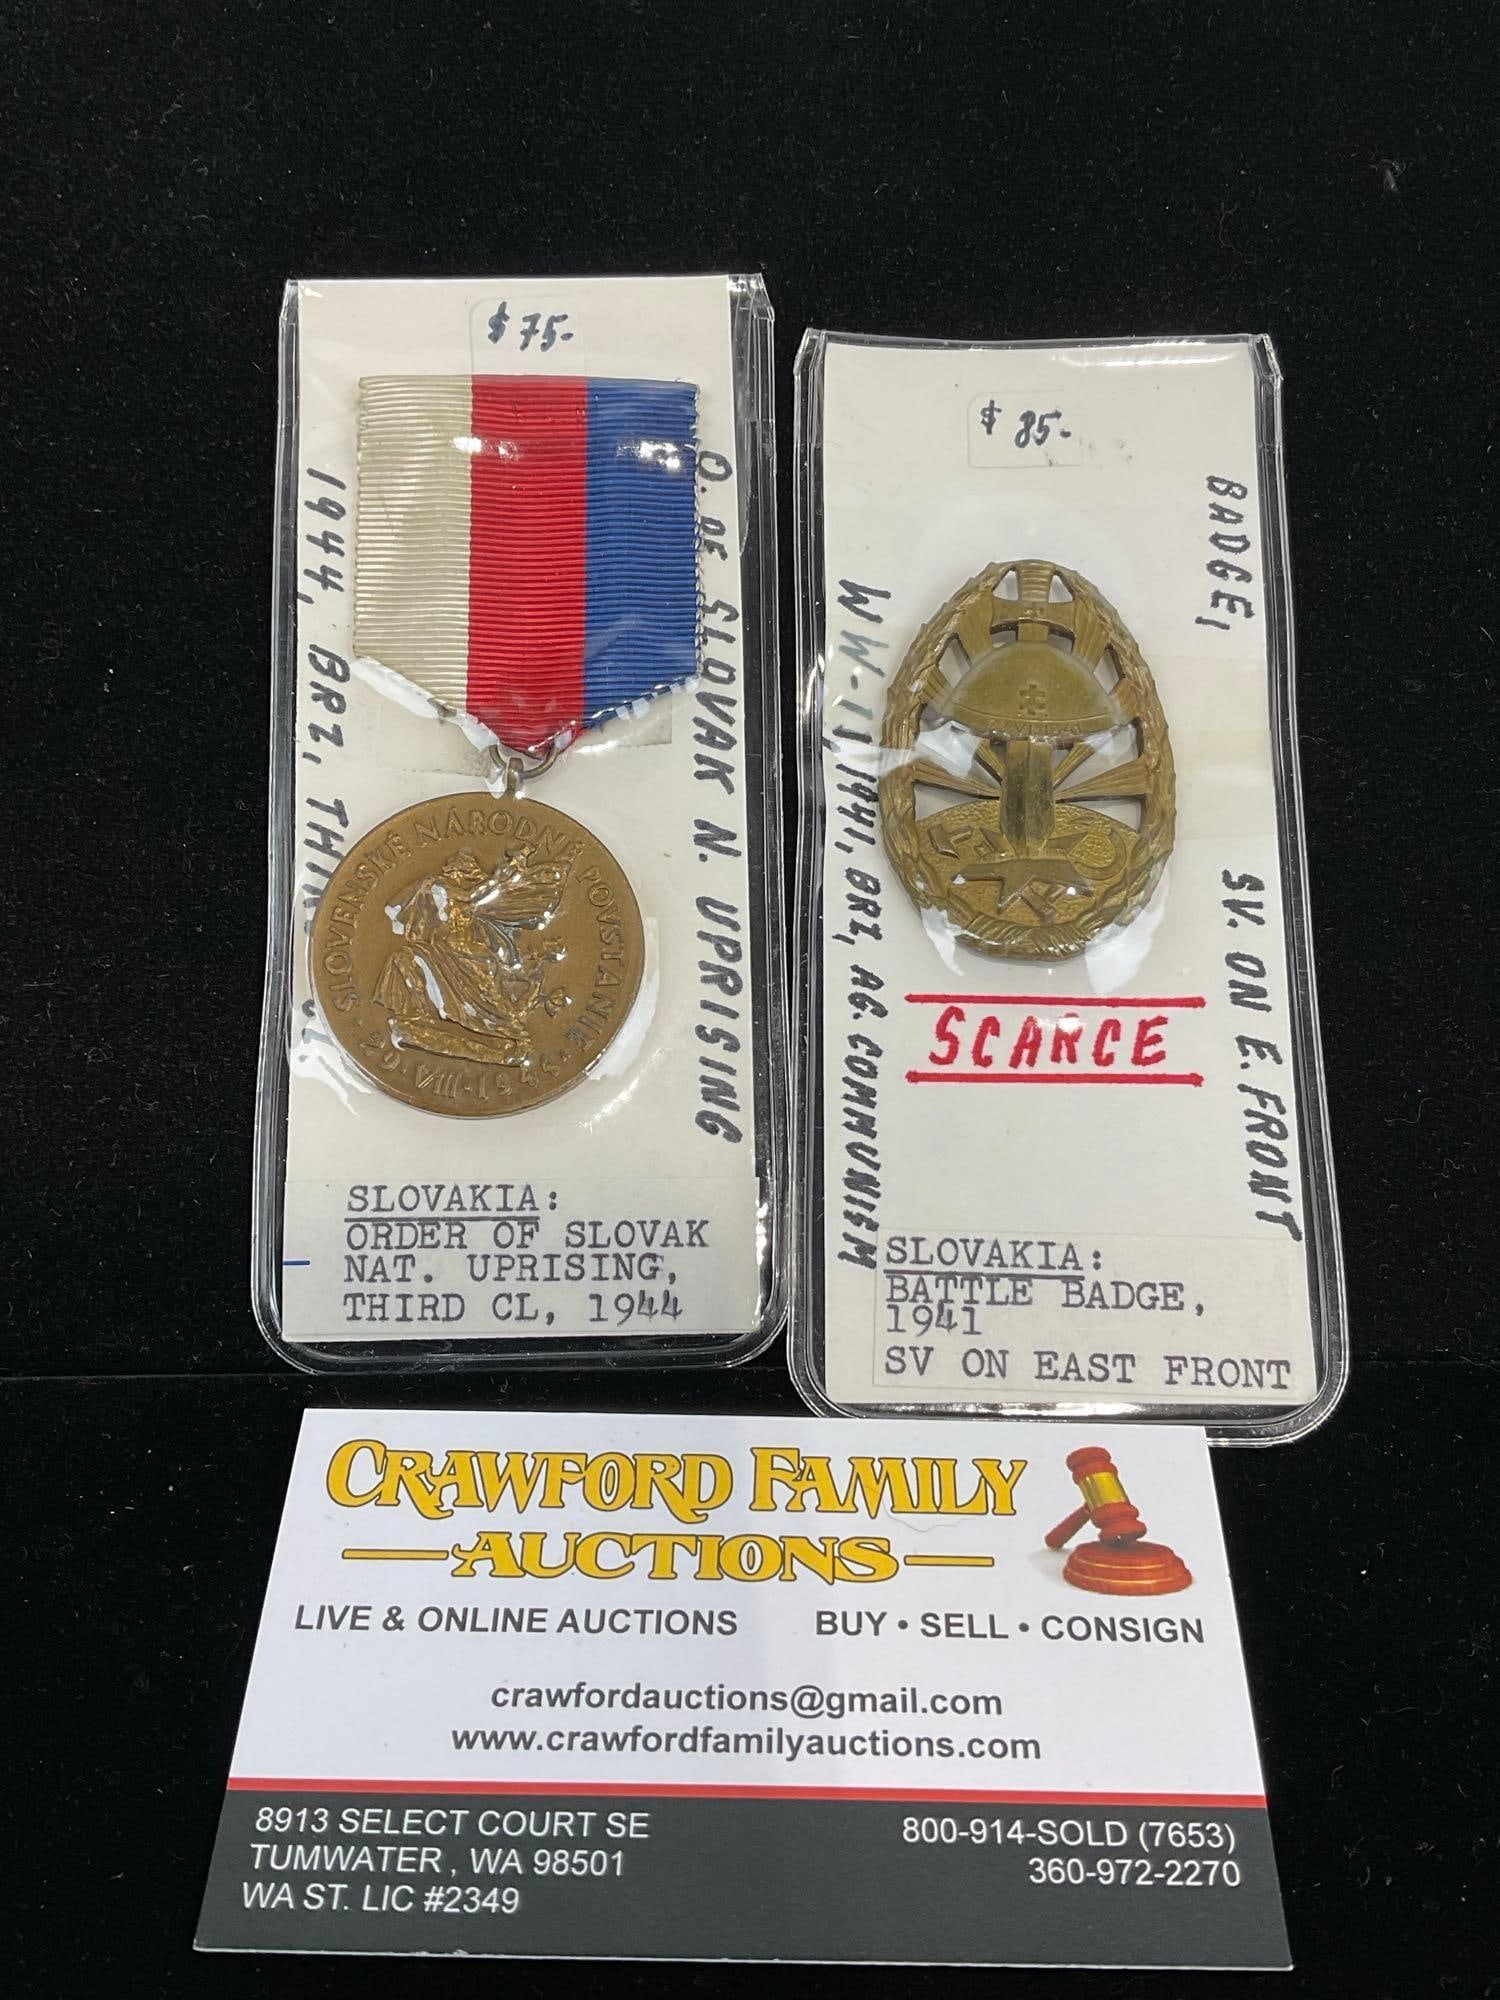 $ 75-
O. OF SLOVAK N. UPRISING
1944, BRZ, CL.
SLOVENSKÉ NÁRODNÉ POVSTANIE
29 • VIII • 1944
SLOVAKIA:
ORDER OF SLOVAK
NAT. UPRISING,
THIRD CL, 1944
$ 85-
BADGE, SV. ON E. FRONT
WW-II, 1941, BRZ, AG. COMMUNISM
SCARCE
SLOVAKIA:
BATTLE BADGE,
1941
SV ON EAST FRONT
CRAWFORD FAMILY
AUCTIONS
LIVE & ONLINE AUCTIONS BUY • SELL • CONSIGN
crawfordauctions@gmail.com
www.crawfordfamilyauctions.com
8913 SELECT COURT SE
TUMWATER , WA 98501
WA ST. LIC #2349
800-914-SOLD (7653)
360-972-2270